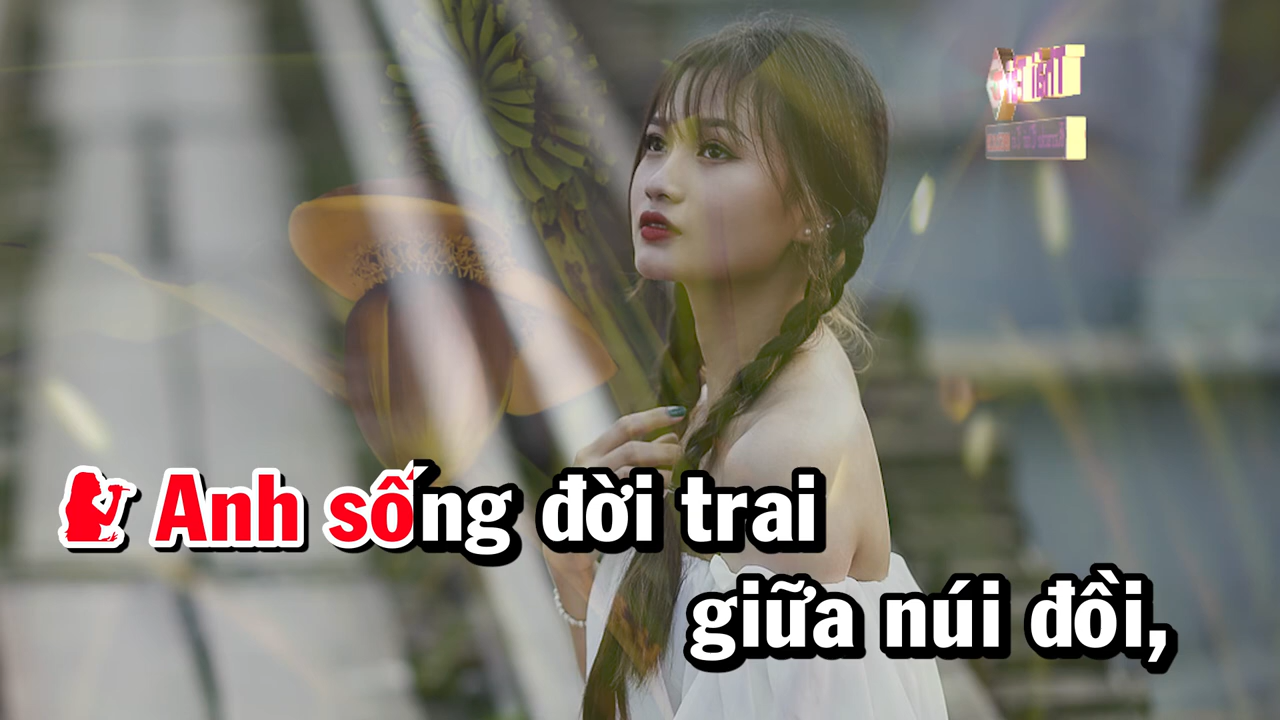 Anh sống đời trai
giữa núi đồi,